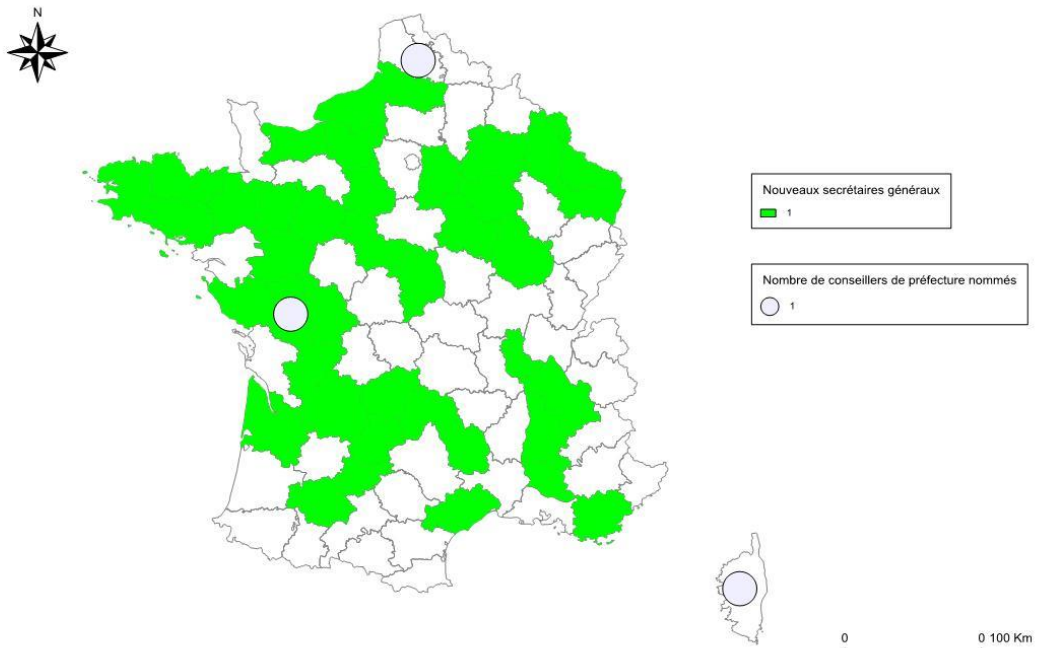 N
Nouveaux secrétaires généraux
1
Nombre de conseillers de préfecture nommés
1
0 0 100 Km